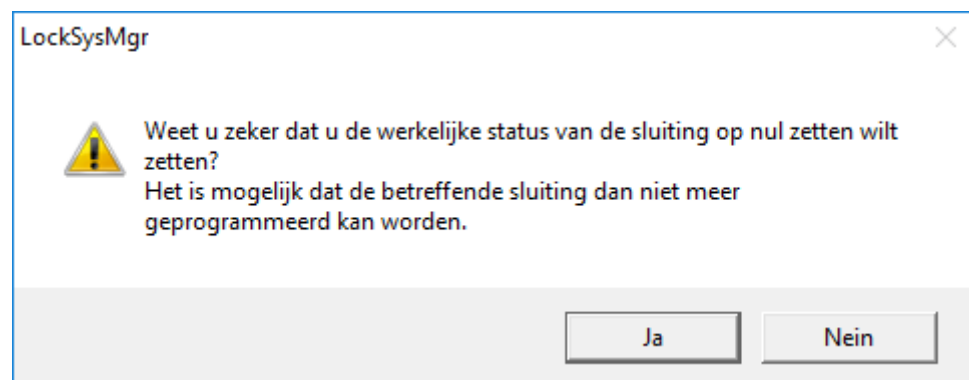 LockSysMgr
Weet u zeker dat u de werkelijke status van de sluiting op nul zetten wilt
zetten?
Het is mogelijk dat de betreffende sluiting dan niet meer
geprogrammeerd kan worden.
Ja
Nein